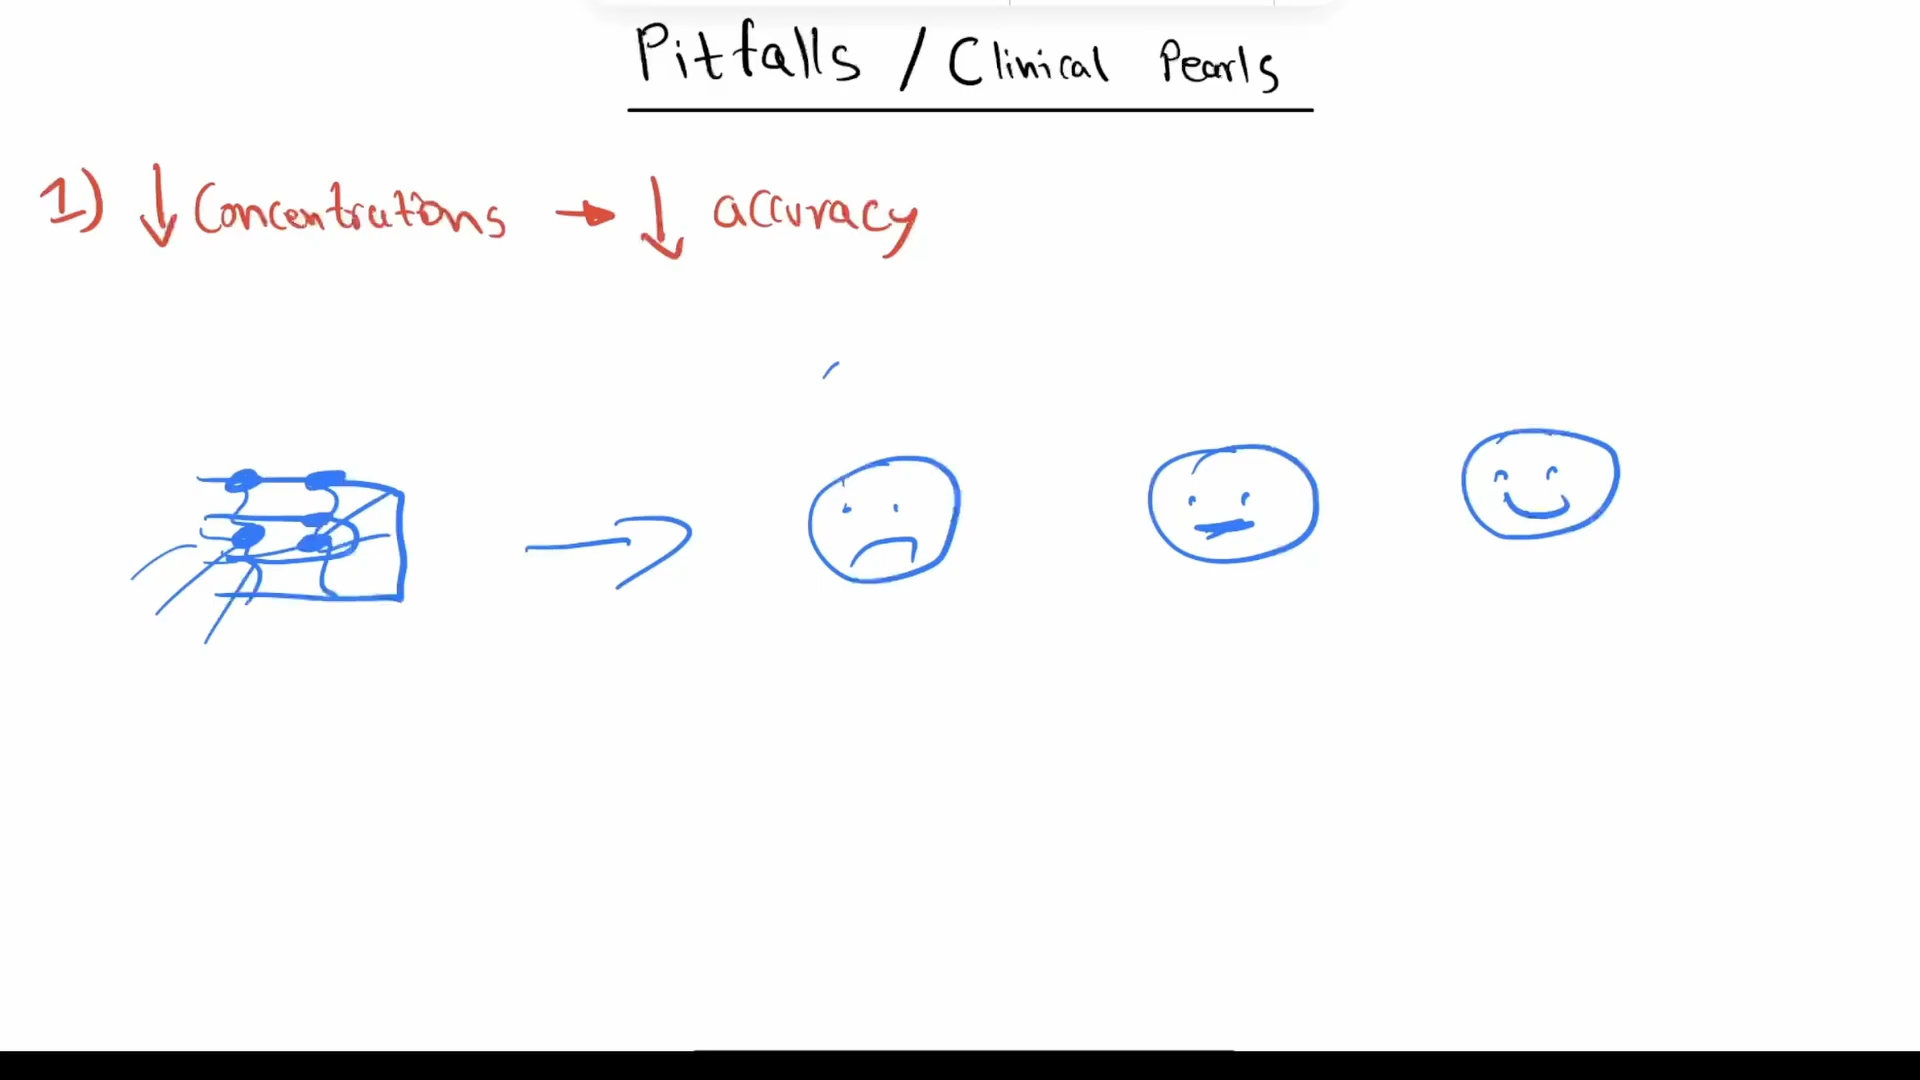 Pitfalls / Clinical Pearls
1) ↓ Concentrations → ↓ accuracy